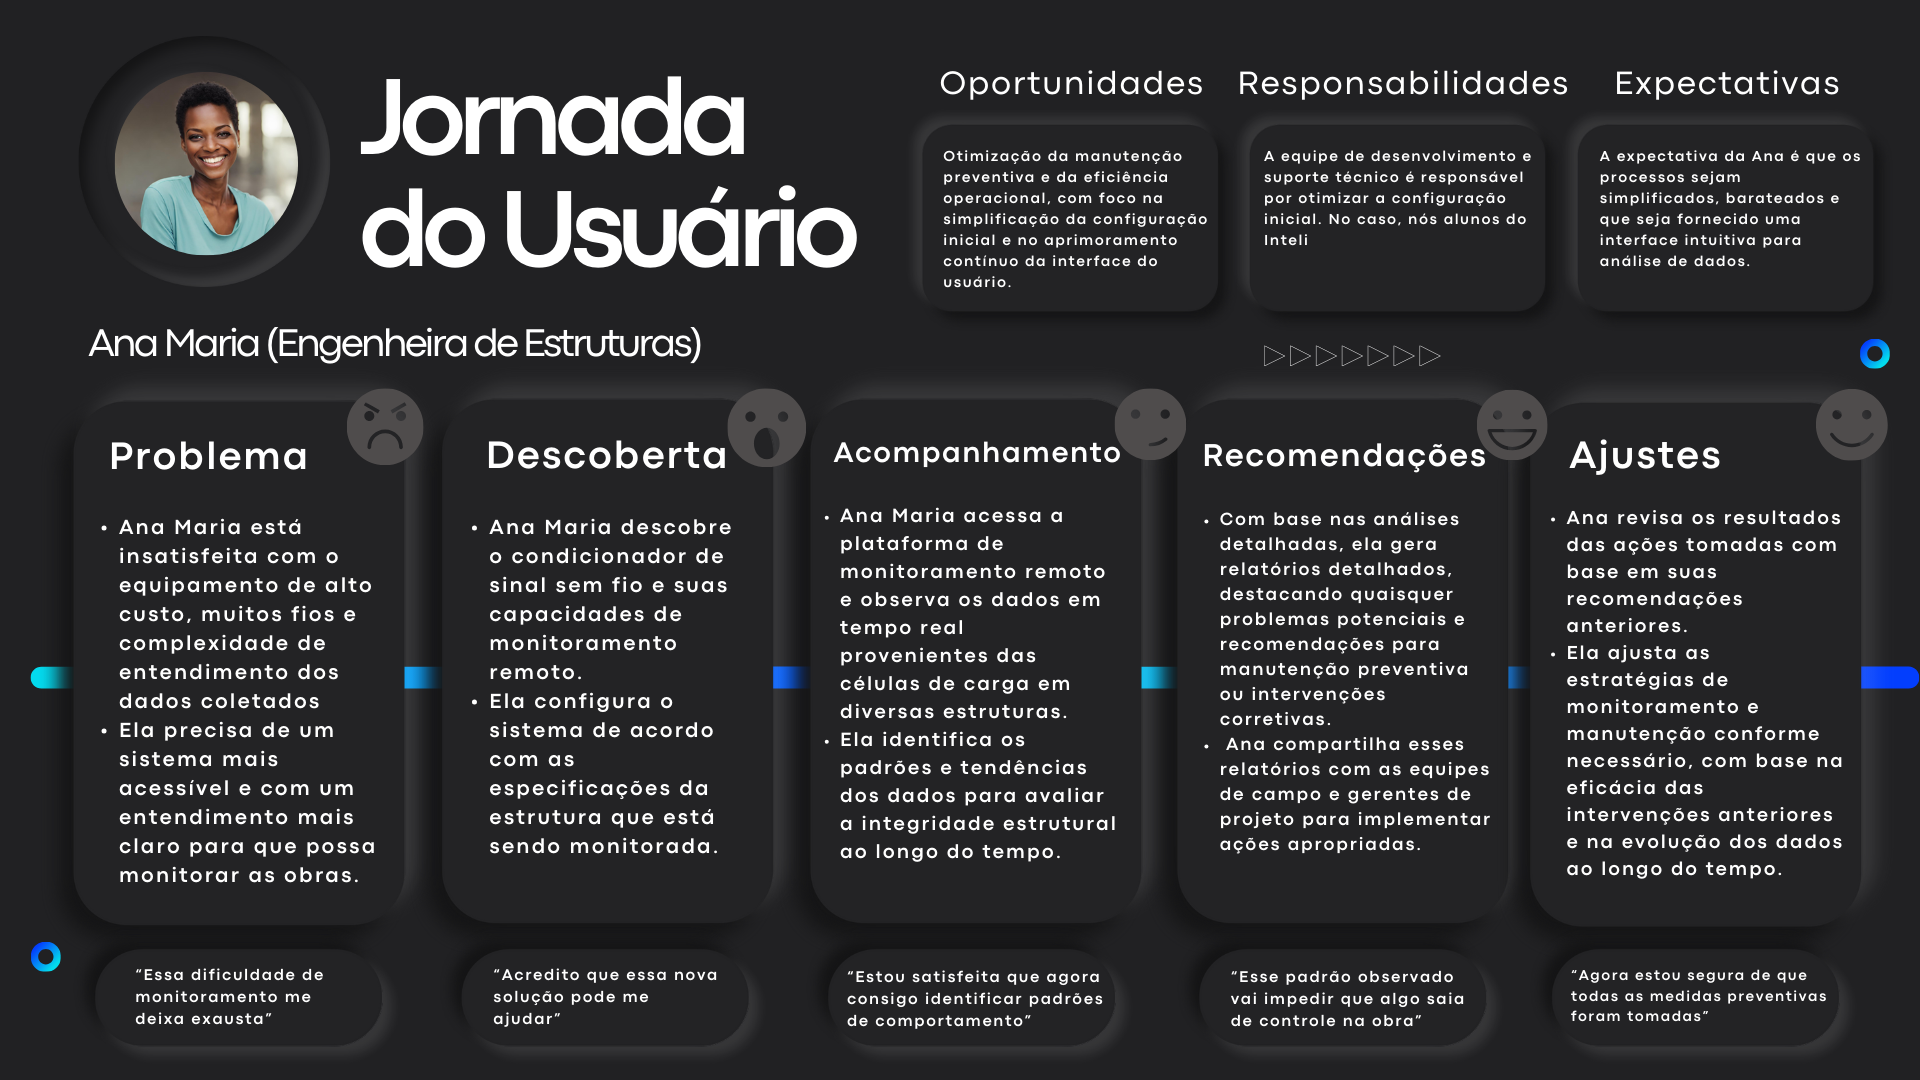 Jornada
do Usuário
Ana Maria (Engenheira de Estruturas)
Oportunidades
Otimização da manutenção
preventiva e da eficiência
operacional, com foco na
simplificação da configuração
inicial e no aprimoramento
contínuo da interface do
usuário.
Responsabilidades
A equipe de desenvolvimento e
suporte técnico é responsável
por otimizar a configuração
inicial. No caso, nós alunos do
Inteli
Expectativas
A expectativa da Ana é que os
processos sejam
simplificados, barateados e
que seja fornecido uma
interface intuitiva para
análise de dados.
Problema
• Ana Maria está
insatisfeita com o
equipamento de alto
custo, muitos fios e
complexidade de
entendimento dos
dados coletados
• Ela precisa de um
sistema mais
acessível e com um
entendimento mais
claro para que possa
monitorar as obras.
"Essa dificuldade de
monitoramento me
deixa exausta"
Descoberta
• Ana Maria descobre
o condicionador de
sinal sem fio e suas
capacidades de
monitoramento
remoto.
• Ela configura o
sistema de acordo
com as
especificações da
estrutura que está
sendo monitorada.
"Acredito que essa nova
solução pode me
ajudar"
Acompanhamento
• Ana Maria acessa a
plataforma de
monitoramento remoto
e observa os dados em
tempo real
provenientes das
células de carga em
diversas estruturas.
• Ela identifica os
padrões e tendências
dos dados para avaliar
a integridade estrutural
ao longo do tempo.
"Estou satisfeita que agora
consigo identificar padrões
de comportamento"
Recomendações
• Com base nas análises
detalhadas, ela gera
relatórios detalhados,
destacando quaisquer
problemas potenciais e
recomendações para
manutenção preventiva
ou intervenções
corretivas.
• Ana compartilha esses
relatórios com as equipes
de campo e gerentes de
projeto para implementar
ações apropriadas.
"Esse padrão observado
vai impedir que algo saia
de controle na obra"
Ajustes
• Ana revisa os resultados
das ações tomadas com
base em suas
recomendações
anteriores.
• Ela ajusta as
estratégias de
monitoramento e
manutenção conforme
necessário, com base na
eficácia das
intervenções anteriores
e na evolução dos dados
ao longo do tempo.
"Agora estou segura de que
todas as medidas preventivas
foram tomadas"